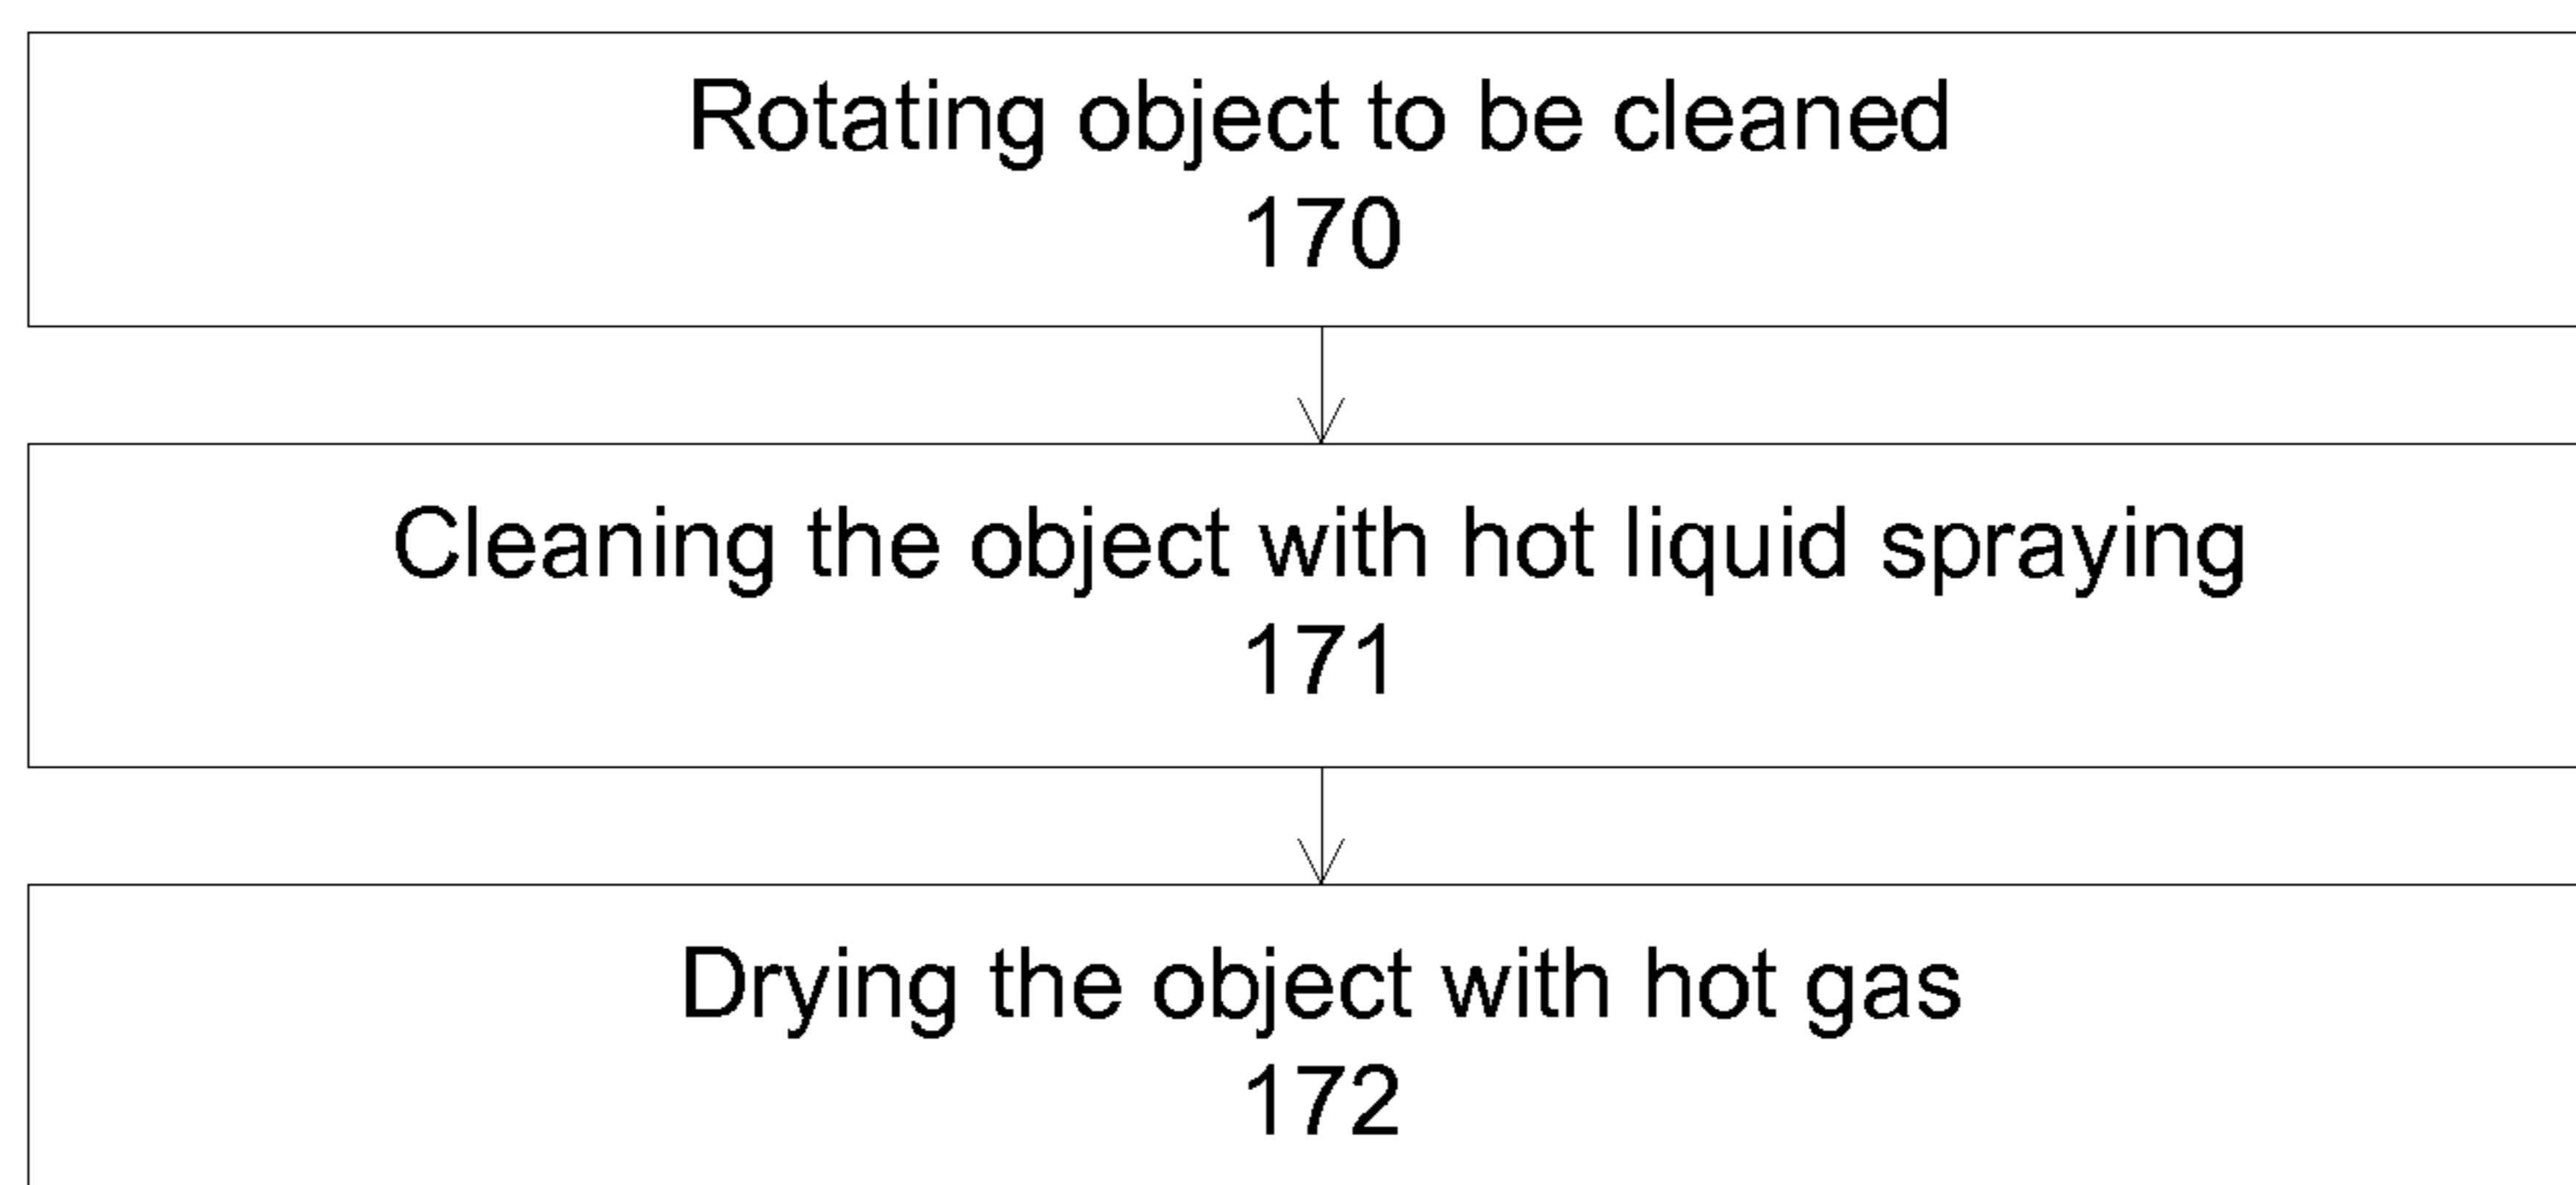 Rotating object to be cleaned
170
Cleaning the object with hot liquid spraying
171
Drying the object with hot gas
172